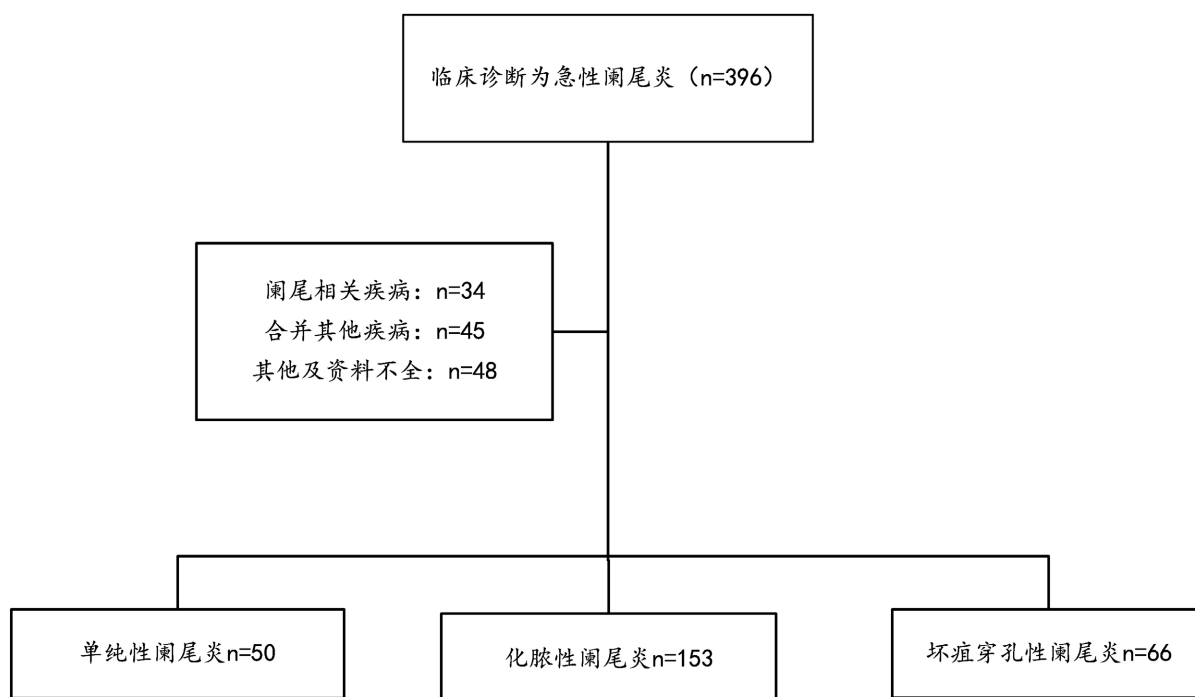 临床诊断为急性阑尾炎（n=396）
阑尾相关疾病：n=34
合并其他疾病：n=45
其他及资料不全：n=48
单纯性阑尾炎n=50
化脓性阑尾炎n=153
坏疽穿孔性阑尾炎n=66